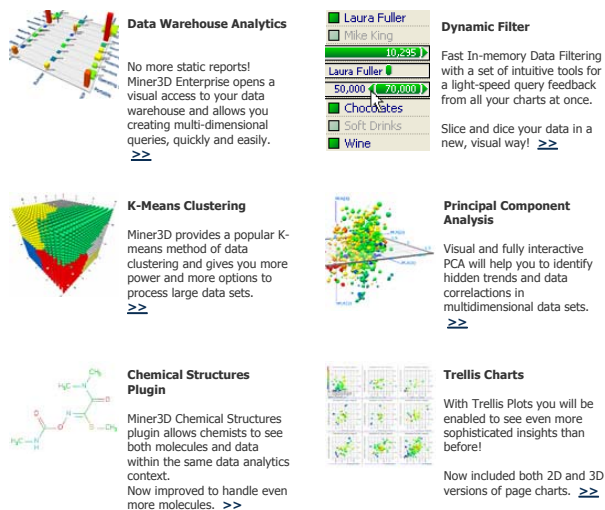 Data Warehouse Analytics
No more static reports!
Miner3D Enterprise opens a
visual access to your data
warehouse and allows you
creating multi-dimensional
queries, quickly and easily.
>>
Laura Fuller
Mike King
10,295
Laura Fuller
50,000 70,000
Chocolates
Soft Drinks
Wine
Dynamic Filter
Fast In-memory Data Filtering
with a set of intuitive tools for
a light-speed query feedback
from all your charts at once.
Slice and dice your data in a
new, visual way! >>
K-Means Clustering
Miner3D provides a popular K-
means method of data
clustering and gives you more
power and more options to
process large data sets.
>>
Principal Component
Analysis
Visual and fully interactive
PCA will help you to identify
hidden trends and data
correlactions in
multidimensional data sets.
>>
Chemical Structures
Plugin
Miner3D Chemical Structures
plugin allows chemists to see
both molecules and data
within the same data analytics
context.
Now improved to handle even
more molecules. >>
Trellis Charts
With Trellis Plots you will be
enabled to see even more
sophisticated insights than
before!
Now included both 2D and 3D
versions of page charts. >>